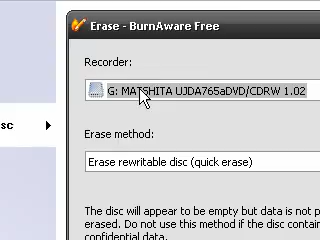 Erase - BurnAware Free
Recorder:
G: MATSHITA UJDA765aDVD/CDRW 1.02
sc
Erase method:
Erase rewritable disc (quick erase)
The disc will appear to be empty but data is not p
erased. Do not use this method if the disc contain
confidential data.